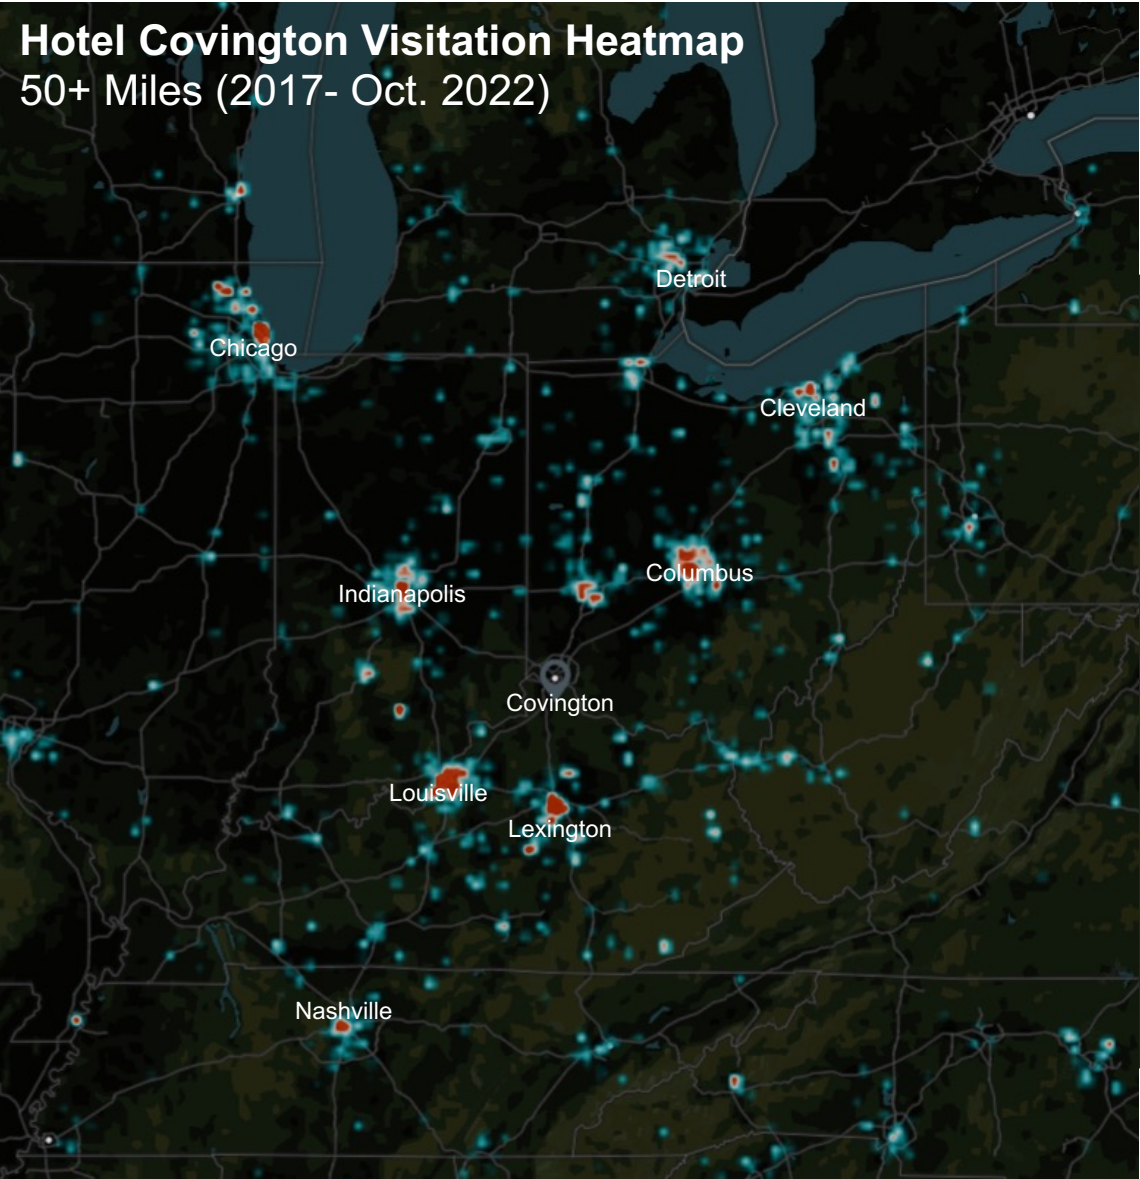 Hotel Covington Visitation Heatmap
50+ Miles (2017- Oct. 2022)
Detroit
Chicago
Cleveland
Columbus
Indianapolis
Covington
Louisville
Lexington
Nashville